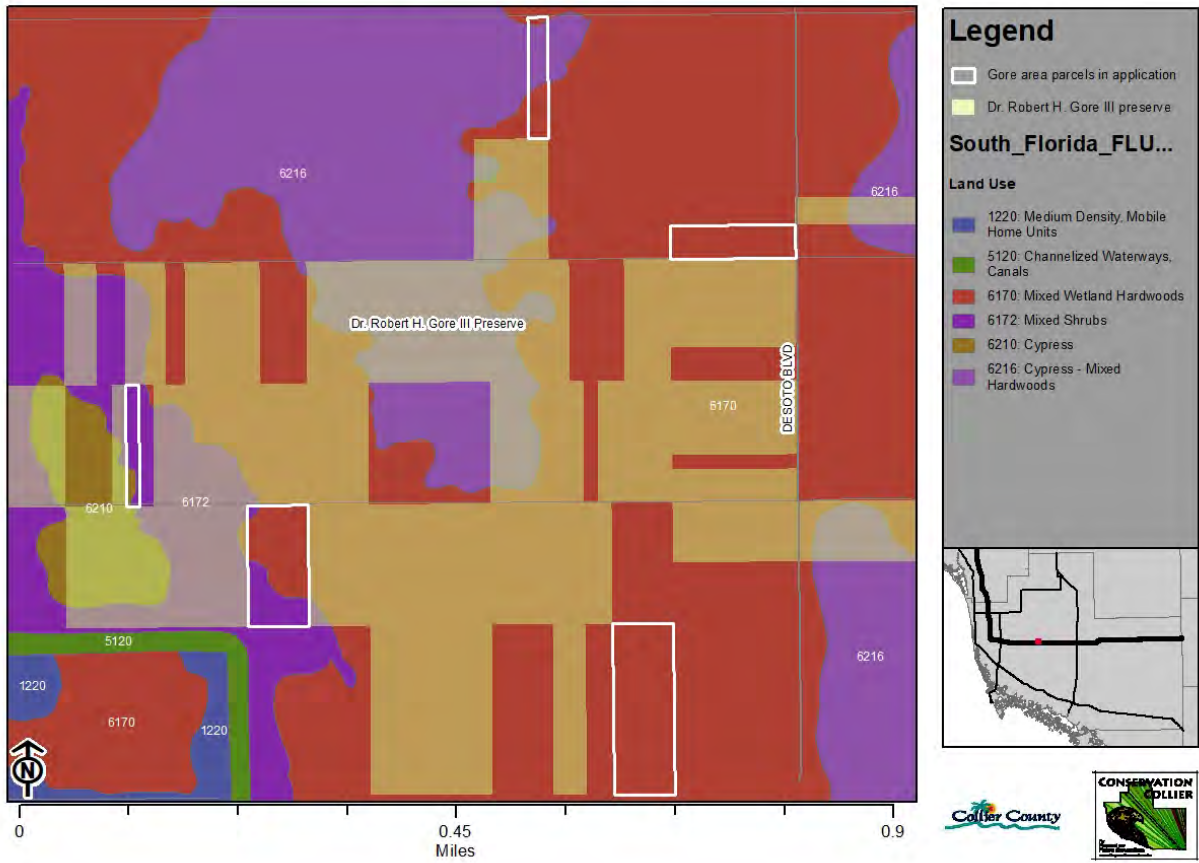 6216
6216
Dr. Robert H. Gore III Preserve
DESOTO BLVD
6170
6172
6210
5120
6216
1220
6170
1220
N
0
0.45
0.9
Miles
Legend
Gore area parcels in application
Dr. Robert H. Gore III preserve
South_Florida_FLU...
Land Use
1220: Medium Density, Mobile
Home Units
5120: Channelized Waterways,
Canals
6170: Mixed Wetland Hardwoods
6172: Mixed Shrubs
6210: Cypress
6216: Cypress - Mixed
Hardwoods
Collier County
CONSERVATION
COLLIER